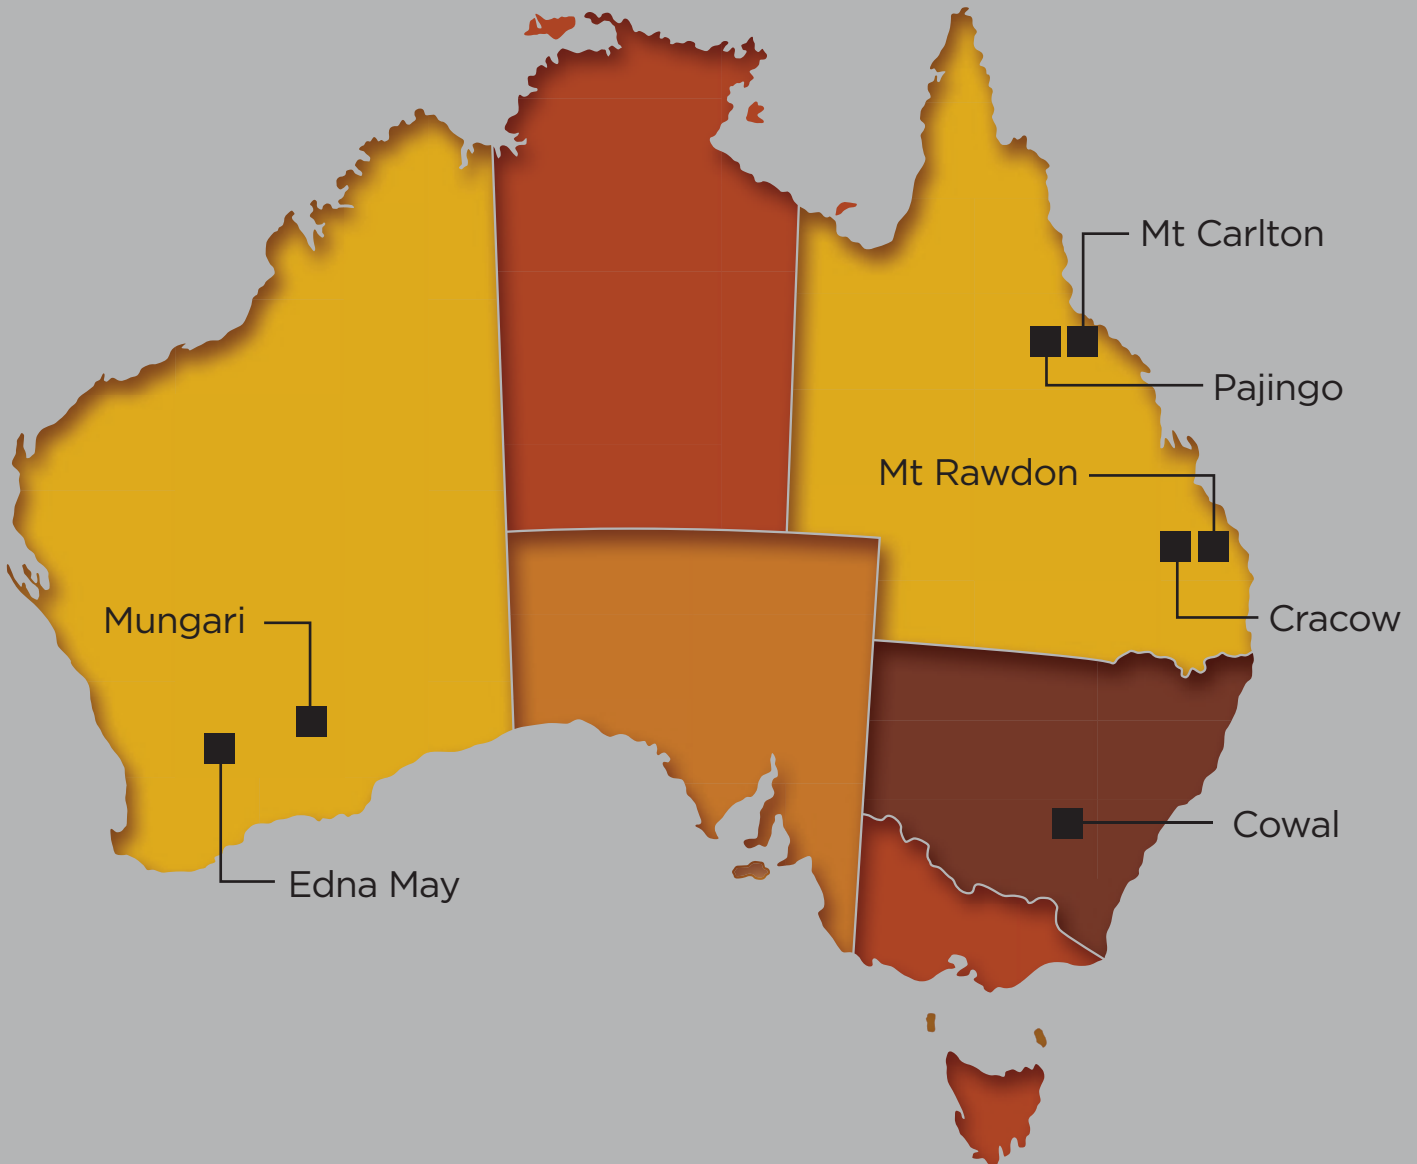 Mt Carlton
Pajingo
Mt Rawdon
Mungari
Cracow
Cowal
Edna May